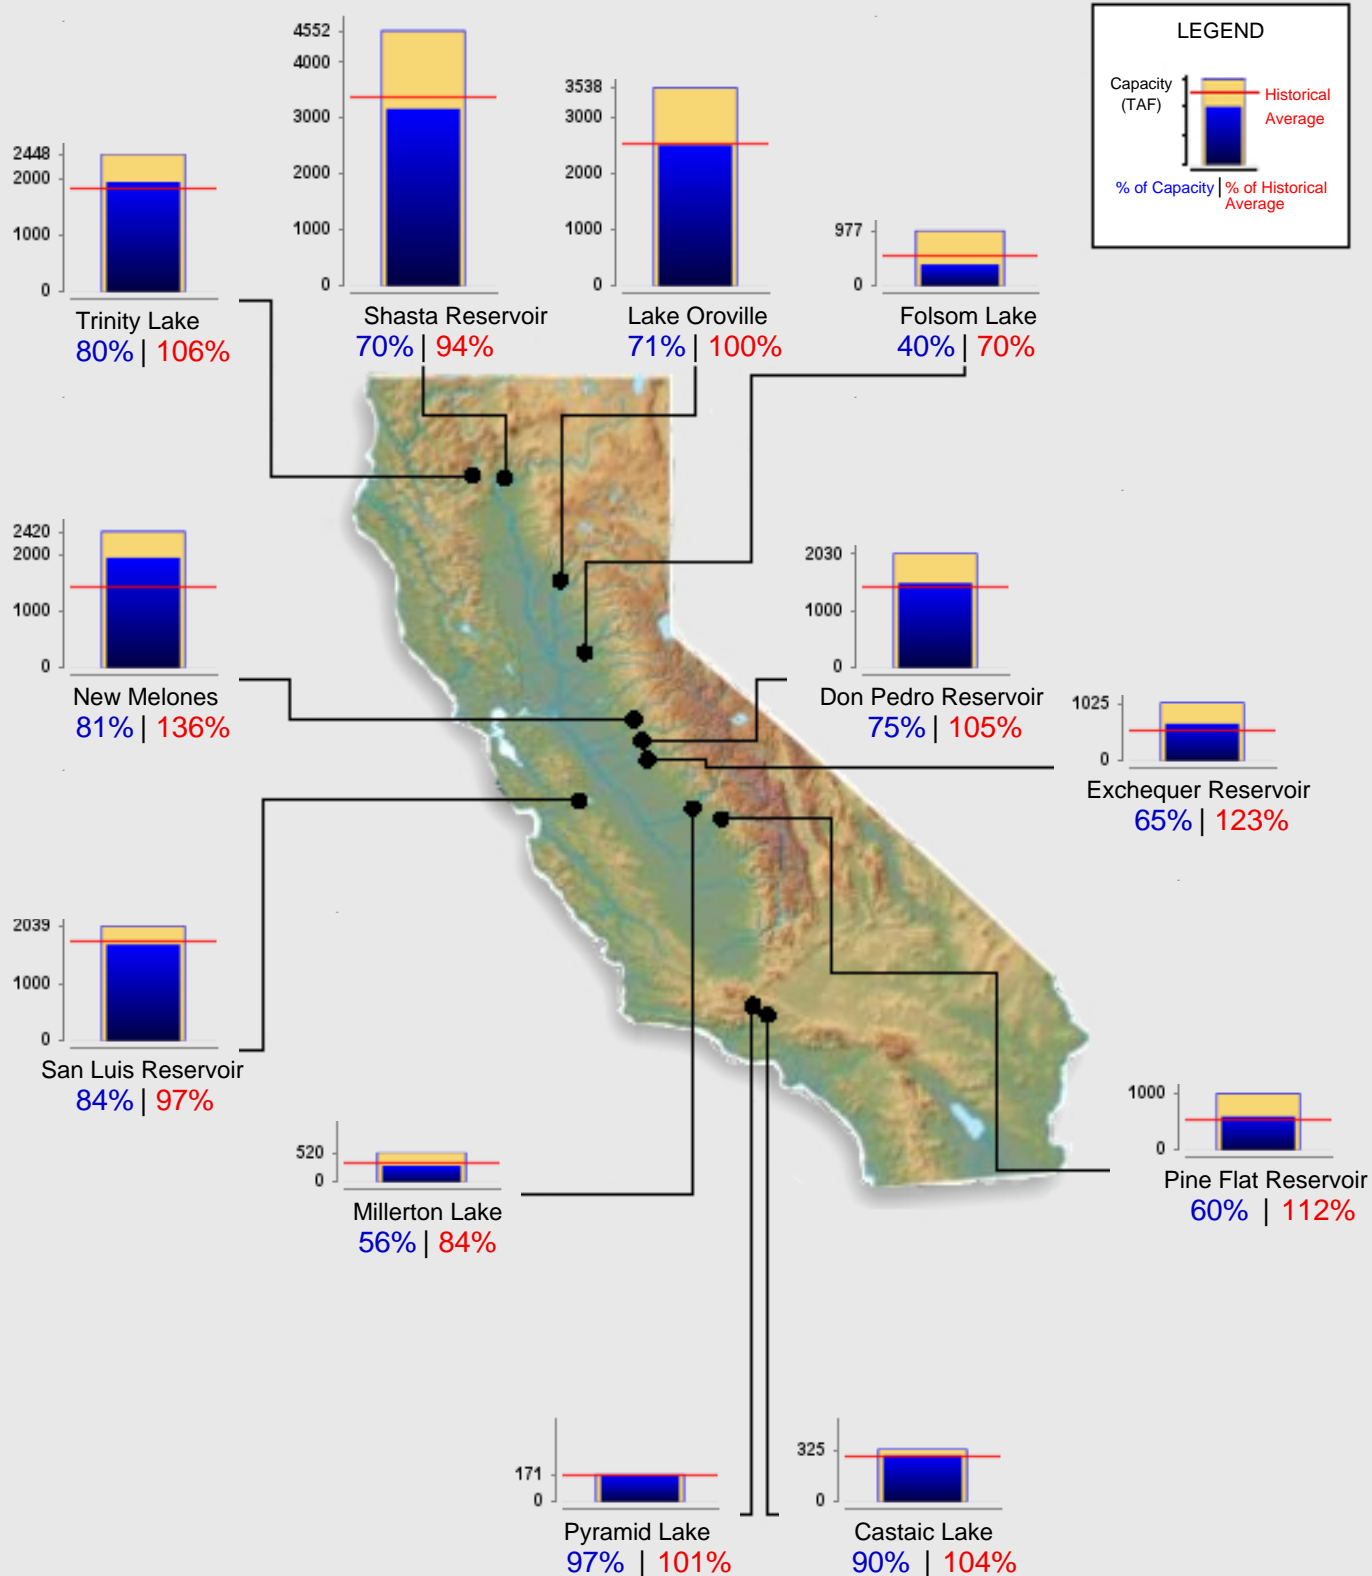 LEGEND
Capacity
(TAF)
Historical
Average
% of Capacity | % of Historical
Average
4552
4000
3000
2000
1000
0
Shasta Reservoir
70% | 94%
3538
3000
2000
1000
0
Lake Oroville
71% | 100%
2448
2000
1000
0
Trinity Lake
80% | 106%
977
0
Folsom Lake
40% | 70%
2420
2000
1000
0
New Melones
81% | 136%
2030
1000
0
Don Pedro Reservoir
75% | 105%
1025
0
Exchequer Reservoir
65% | 123%
2039
1000
0
San Luis Reservoir
84% | 97%
520
0
Millerton Lake
56% | 84%
1000
0
Pine Flat Reservoir
60% | 112%
171
0
Pyramid Lake
97% | 101%
325
0
Castaic Lake
90% | 104%